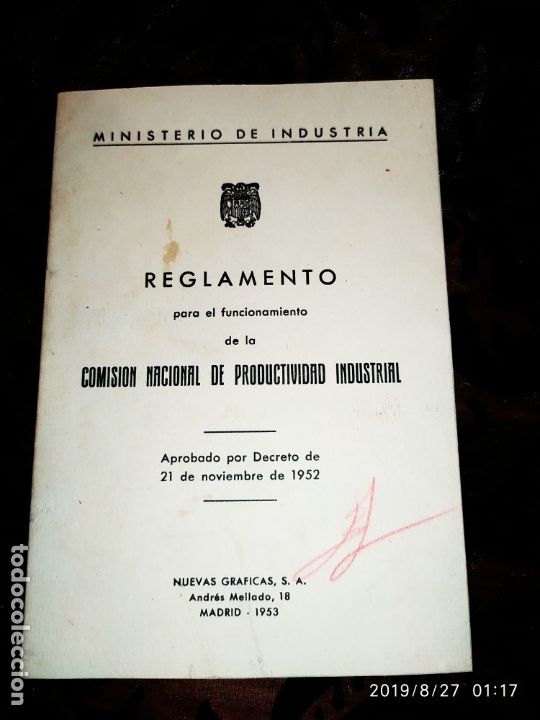 MINISTERIO DE INDUSTRIA
REGLAMENTO
para el funcionamiento
de la
COMISION NACIONAL DE PRODUCTIVIDAD INDUSTRIAL
Aprobado por Decreto de
21 de noviembre de 1952
NUEVAS GRAFICAS, S. A.
Andrés Mellado, 18
MADRID - 1953
todocoleccion
2019/8/27 01:17